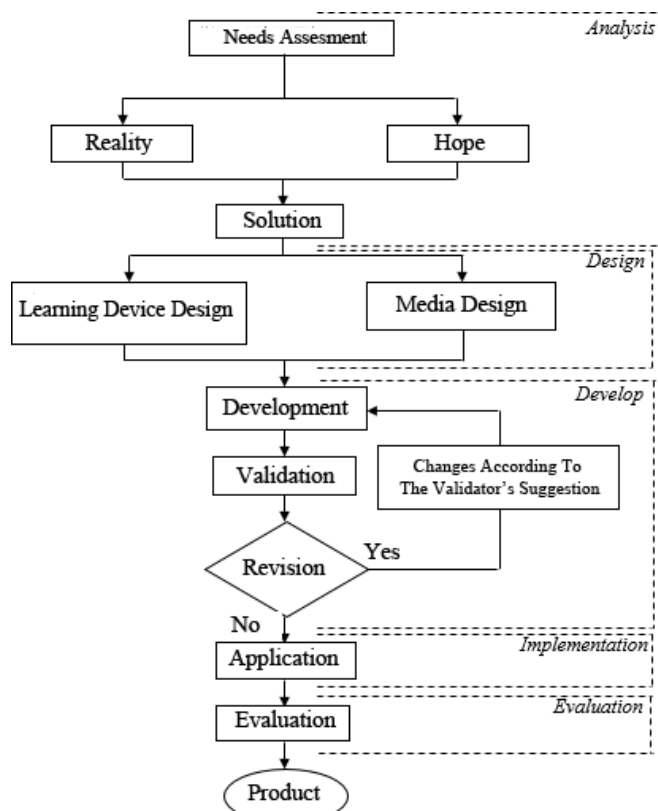 Needs Assesment
Analysis
Reality
Hope
Solution
Design
Learning Device Design
Media Design
Develop
Development
Validation
Changes According To
The Validator's Suggestion
Revision
Yes
No
Implementation
Application
Evaluation
Evaluation
Product